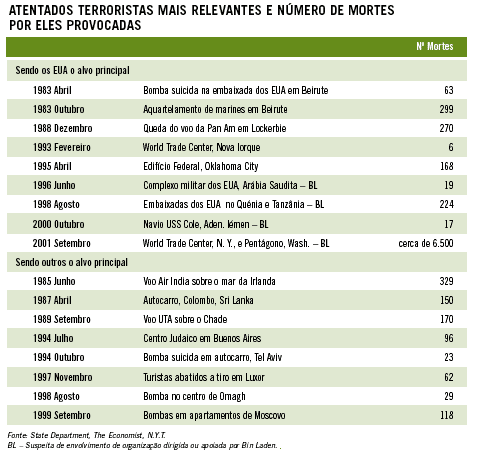 ATENTADOS TERRORISTAS MAIS RELEVANTES E NÚMERO DE MORTES
POR ELES PROVOCADAS
Nº Mortes
Sendo os EUA o alvo principal
1983 Abril Bomba suicida na embaixada dos EUA em Beirute 63
1983 Outubro Aquartelamento de marines em Beirute 299
1988 Dezembro Queda do voo da Pan Am em Lockerbie 270
1993 Fevereiro World Trade Center, Nova Iorque 6
1995 Abril Edifício Federal, Oklahoma City 168
1996 Junho Complexo militar dos EUA, Arábia Saudita – BL 19
1998 Agosto Embaixadas dos EUA no Quénia e Tanzânia – BL 224
2000 Outubro Navio USS Cole, Aden. Iémen – BL 17
2001 Setembro World Trade Center, N. Y., e Pentágono, Wash. – BL cerca de 6.500
Sendo outros o alvo principal
1985 Junho Voo Air India sobre o mar da Irlanda 329
1987 Abril Autocarro, Colombo, Sri Lanka 150
1989 Setembro Voo UTA sobre o Chade 170
1994 Julho Centro Judaico em Buenos Aires 96
1994 Outubro Bomba suicida em autocarro, Tel Aviv 23
1997 Novembro Turistas abatidos a tiro em Luxor 62
1998 Agosto Bomba no centro de Omagh 29
1999 Setembro Bombas em apartamentos de Moscovo 118
Fonte: State Department, The Economist, N.Y.T.
BL – Suspeita de envolvimento de organização dirigida ou apoiada por Bin Laden.